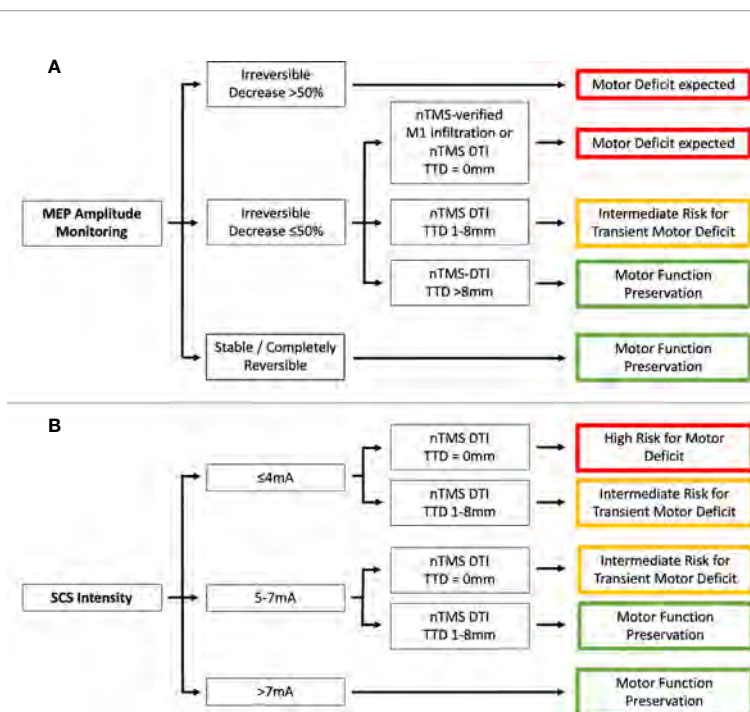 A
Irreversible
Decrease >50%
Motor Deficit expected
nTMS-verified
M1 infiltration or
nTMS DTI
TTD = 0mm
Motor Deficit expected
MEP Amplitude
Monitoring
Irreversible
Decrease ≤50%
nTMS DTI
TTD 1-8mm
Intermediate Risk for
Transient Motor Deficit
nTMS-DTI
TTD >8mm
Motor Function
Preservation
Stable / Completely
Reversible
Motor Function
Preservation
B
≤4mA
nTMS DTI
TTD = 0mm
High Risk for Motor
Deficit
nTMS DTI
TTD 1-8mm
Intermediate Risk for
Transient Motor Deficit
SCS Intensity
5-7mA
nTMS DTI
TTD = 0mm
Intermediate Risk for
Transient Motor Deficit
nTMS DTI
TTD 1-8mm
Motor Function
Preservation
>7mA
Motor Function
Preservation